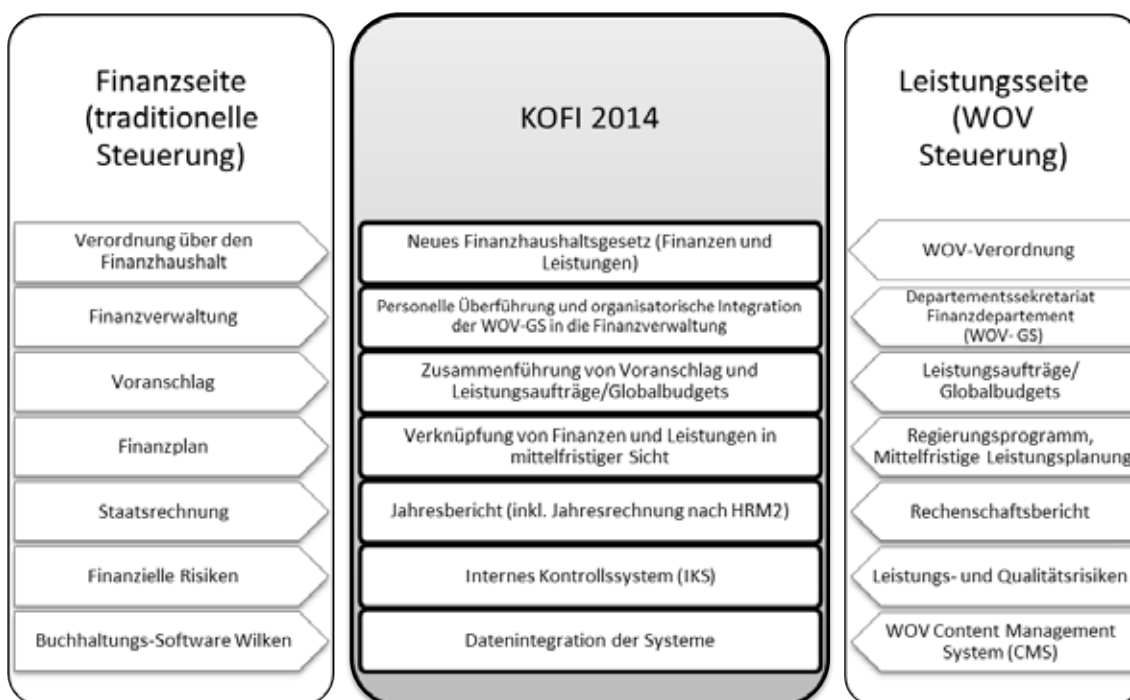 Finanzseite
(traditionelle
Steuerung)
Verordnung über den
Finanzhaushalt
Finanzverwaltung
Voranschlag
Finanzplan
Staatsrechnung
Finanzielle Risiken
Buchhaltungs-Software Wilken
KOFI 2014
Neues Finanzhaushaltsgesetz (Finanzen und
Leistungen)
Personelle Überführung und organisatorische Integration
der WOV-GS in die Finanzverwaltung
Zusammenführung von Voranschlag und
Leistungsaufträge/Globalbudgets
Verknüpfung von Finanzen und Leistungen in
mittelfristiger Sicht
Jahresbericht (inkl. Jahresrechnung nach HRM2)
Internes Kontrollssystem (IKS)
Datenintegration der Systeme
Leistungsseite
(WOV
Steuerung)
WOV-Verordnung
Departementssekretariat
Finanzdepartement
(WOV- GS)
Leistungsaufträge/
Globalbudgets
Regierungsprogramm,
Mittelfristige Leistungsplanung
Rechenschaftsbericht
Leistungs- und Qualitätsrisiken
WOV Content Management
System (CMS)